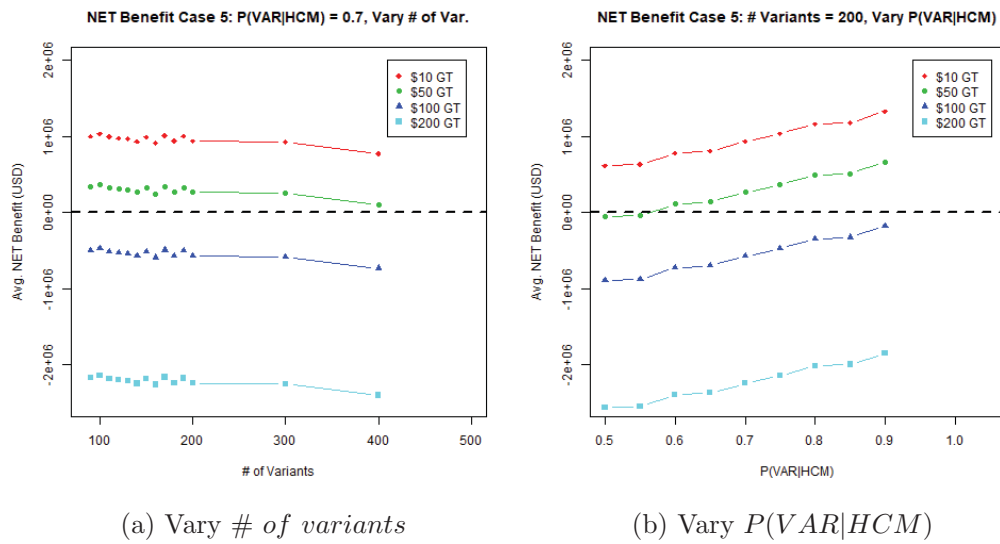 NET Benefit Case 5: P(VAR|HCM) = 0.7, Vary # of Var.
Avg. NET Benefit (USD)
2e+06
1e+06
0e+00
-1e+06
-2e+06
$10 GT
$50 GT
$100 GT
$200 GT
100 200 300 400 500
# of Variants
(a) Vary # of variants
NET Benefit Case 5: # Variants = 200, Vary P(VAR|HCM)
Avg. NET Benefit (USD)
2e+06
1e+06
0e+00
-1e+06
-2e+06
$10 GT
$50 GT
$100 GT
$200 GT
0.5 0.6 0.7 0.8 0.9 1.0
P(VAR|HCM)
(b) Vary P(VAR|HCM)